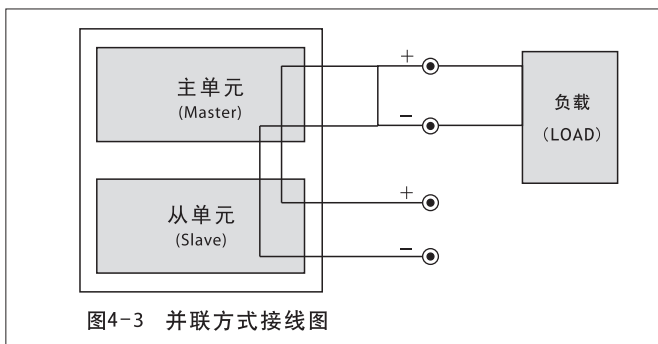 主单元
(Master)
从单元
(Slave)
+
−
+
−
负载
(LOAD)
图4-3 并联方式接线图